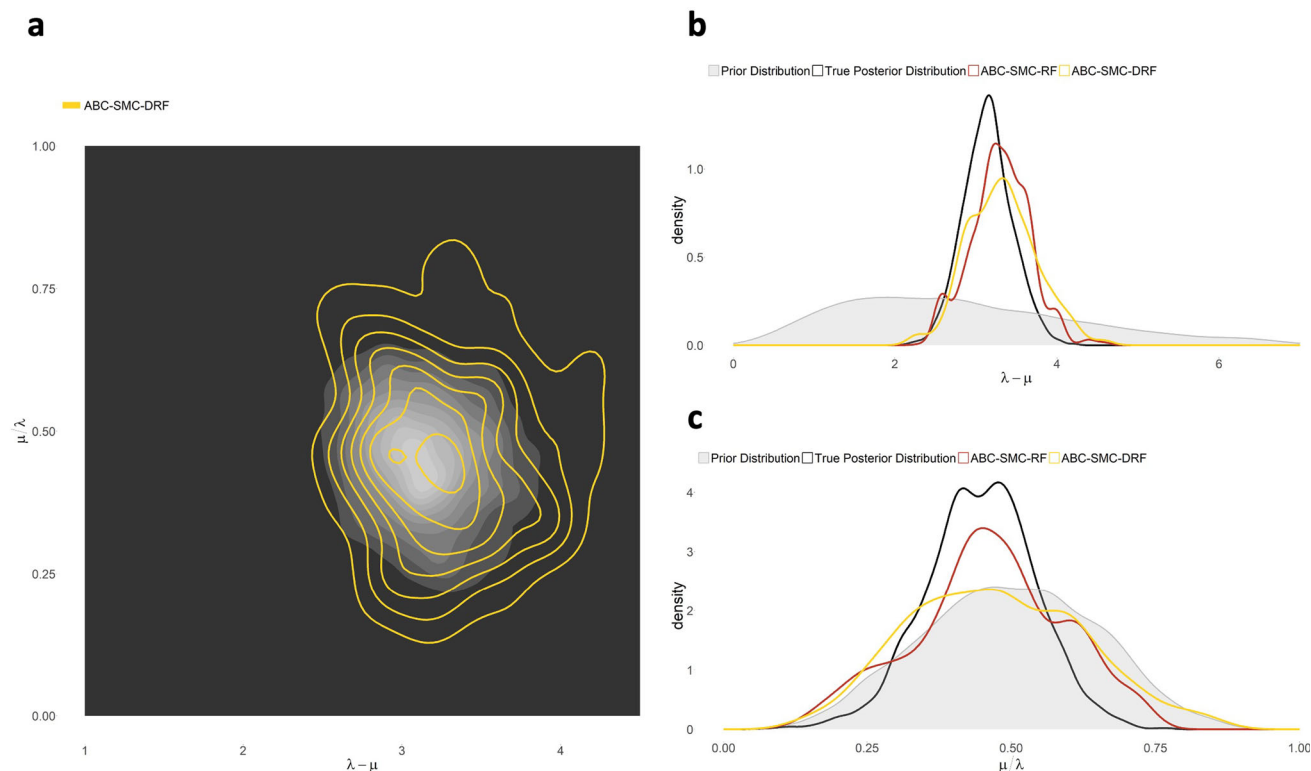 a
ABC-SMC-DRF
1.00
0.75
0.50
0.25
0.00
μ/λ
1 2 3 4
λ − μ
b
Prior Distribution True Posterior Distribution ABC-SMC-RF ABC-SMC-DRF
1.0
0.5
0.0
density
0 2 4 6
λ − μ
c
Prior Distribution True Posterior Distribution ABC-SMC-RF ABC-SMC-DRF
4
3
2
1
0
density
0.00 0.25 0.50 0.75 1.00
μ/λ